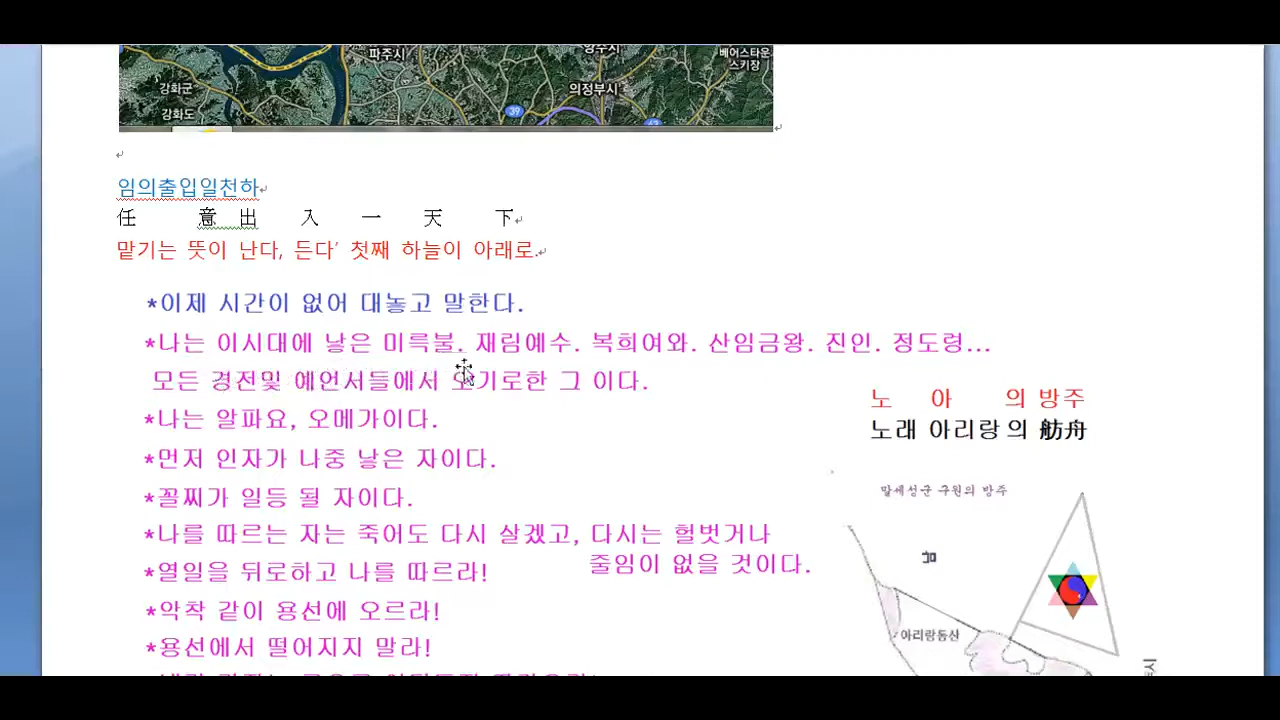 파주시
양주시
베어스타운
스키장
강화군
의정부시
강화도
39
임의출입일천하
任 意 出 入 一 天 下
맡기는 뜻이 난다, 든다' 첫째 하늘이 아래로.
*이제 시간이 없어 대놓고 말한다.
*나는 이시대에 낳은 미륵불. 재림예수. 복희여와. 산임금왕. 진인. 정도령...
모든 경전및 예언서들에서 오기로한 그 이다.
*나는 알파요, 오메가이다.
*먼저 인자가 나중 낳은 자이다.
*꼴찌가 일등 될 자이다.
*나를 따르는 자는 죽어도 다시 살겠고, 다시는 헐벗거나
줄임이 없을 것이다.
*열일을 뒤로하고 나를 따르라!
*악착 같이 용선에 오르라!
*용선에서 떨어지지 말라!
노 아 의 방주
노래 아리랑의 舫舟
말세성군 구원의 방주
아리랑동산